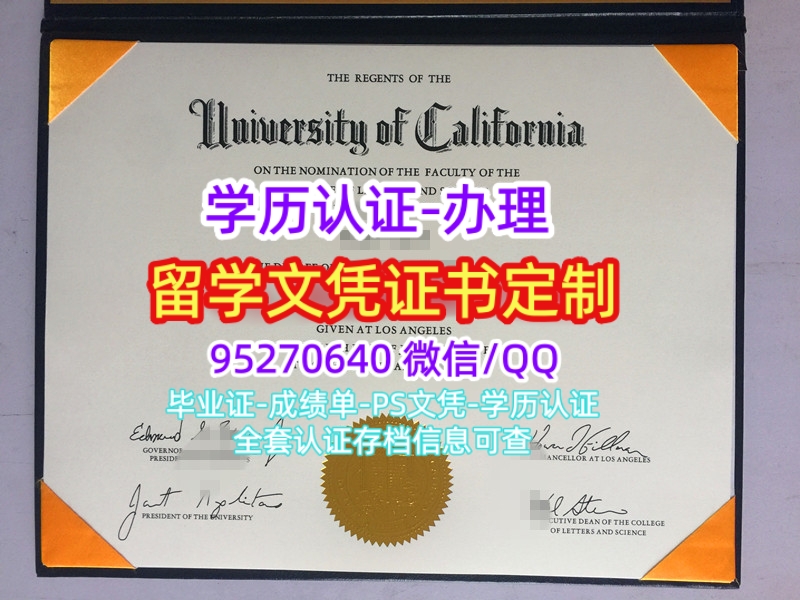 THE REGENTS OF THE
University of California
ON THE NOMINATION OF THE FACULTY OF THE
学历认证-办理
留学文凭证书定制
GIVEN AT LOS ANGELES
95270640 微信/QQ
毕业证-成绩单-PS文凭-学历认证
全套认证存档信息可查
GOVERNOR
PRESIDE
CHANCELLOR AT LOS ANGELES
PRESIDENT OF THE UNIVERSITY
EXECUTIVE DEAN OF THE COLLEGE
OF LETTERS AND SCIENCE